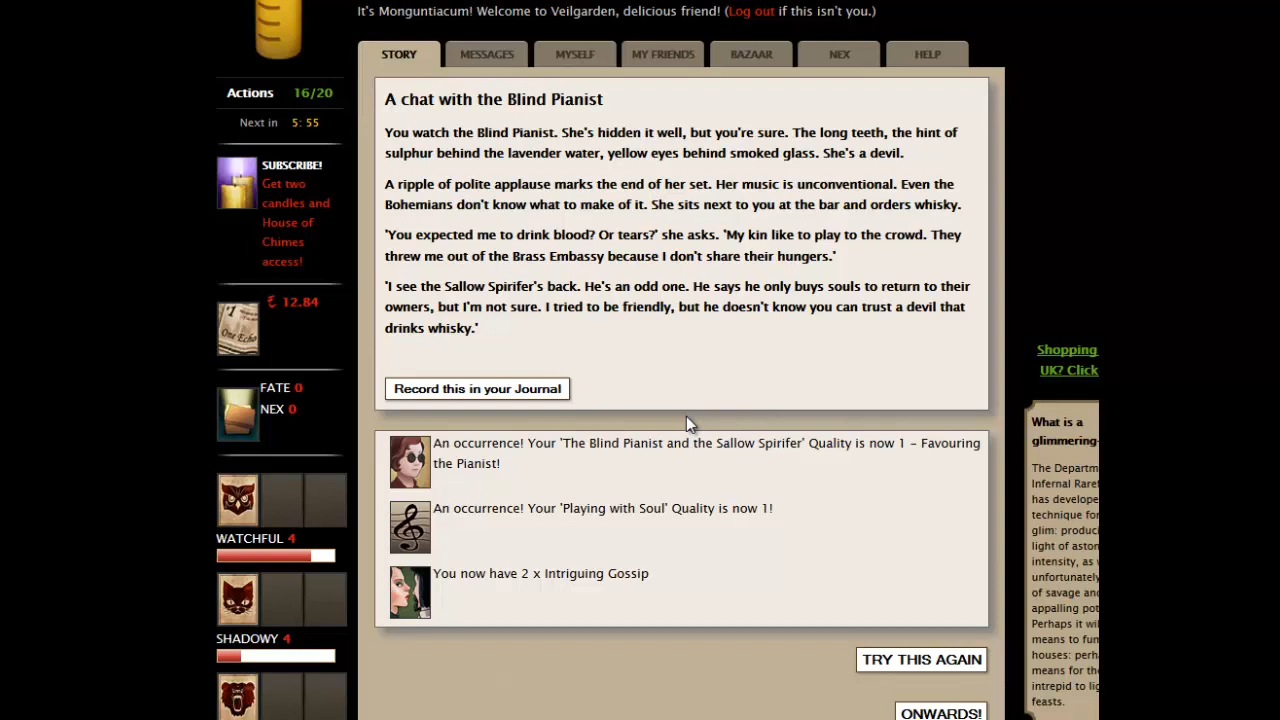 It's Monguntiacum! Welcome to Veilgarden, delicious friend! (Log out if this isn't you.)
STORY
MESSAGES
MYSELF
MY FRIENDS
BAZAAR
NEX
HELP
Actions 16/20
Next in 5: 55
SUBSCRIBE!
Get two
candles and
House of
Chimes
access!
12.84
#1
One Echo
FATE 0
NEX 0
WATCHFUL 4
SHADOWY 4
A chat with the Blind Pianist
You watch the Blind Pianist. She's hidden it well, but you're sure. The long teeth, the hint of
sulphur behind the lavender water, yellow eyes behind smoked glass. She's a devil.
A ripple of polite applause marks the end of her set. Her music is unconventional. Even the
Bohemians don't know what to make of it. She sits next to you at the bar and orders whisky.
'You expected me to drink blood? Or tears?' she asks. 'My kin like to play to the crowd. They
threw me out of the Brass Embassy because I don't share their hungers.'
'I see the Sallow Spirifer's back. He's an odd one. He says he only buys souls to return to their
owners, but I'm not sure. I tried to be friendly, but he doesn't know you can trust a devil that
drinks whisky.'
Record this in your Journal
An occurrence! Your 'The Blind Pianist and the Sallow Spirifer' Quality is now 1 - Favouring
the Pianist!
An occurrence! Your 'Playing with Soul' Quality is now 1!
You now have 2 x Intriguing Gossip
TRY THIS AGAIN
ONWARDS!
Shopping
UK? Click
What is a
glimmering-
The Departm
Infernal Raref
has develope
technique for
glim: produci
light of aston
intensity, as w
unfortunately
of savage and
appalling pot
Perhaps it wil
means to fun
houses: perh
means for the
intrepid to lig
feasts.